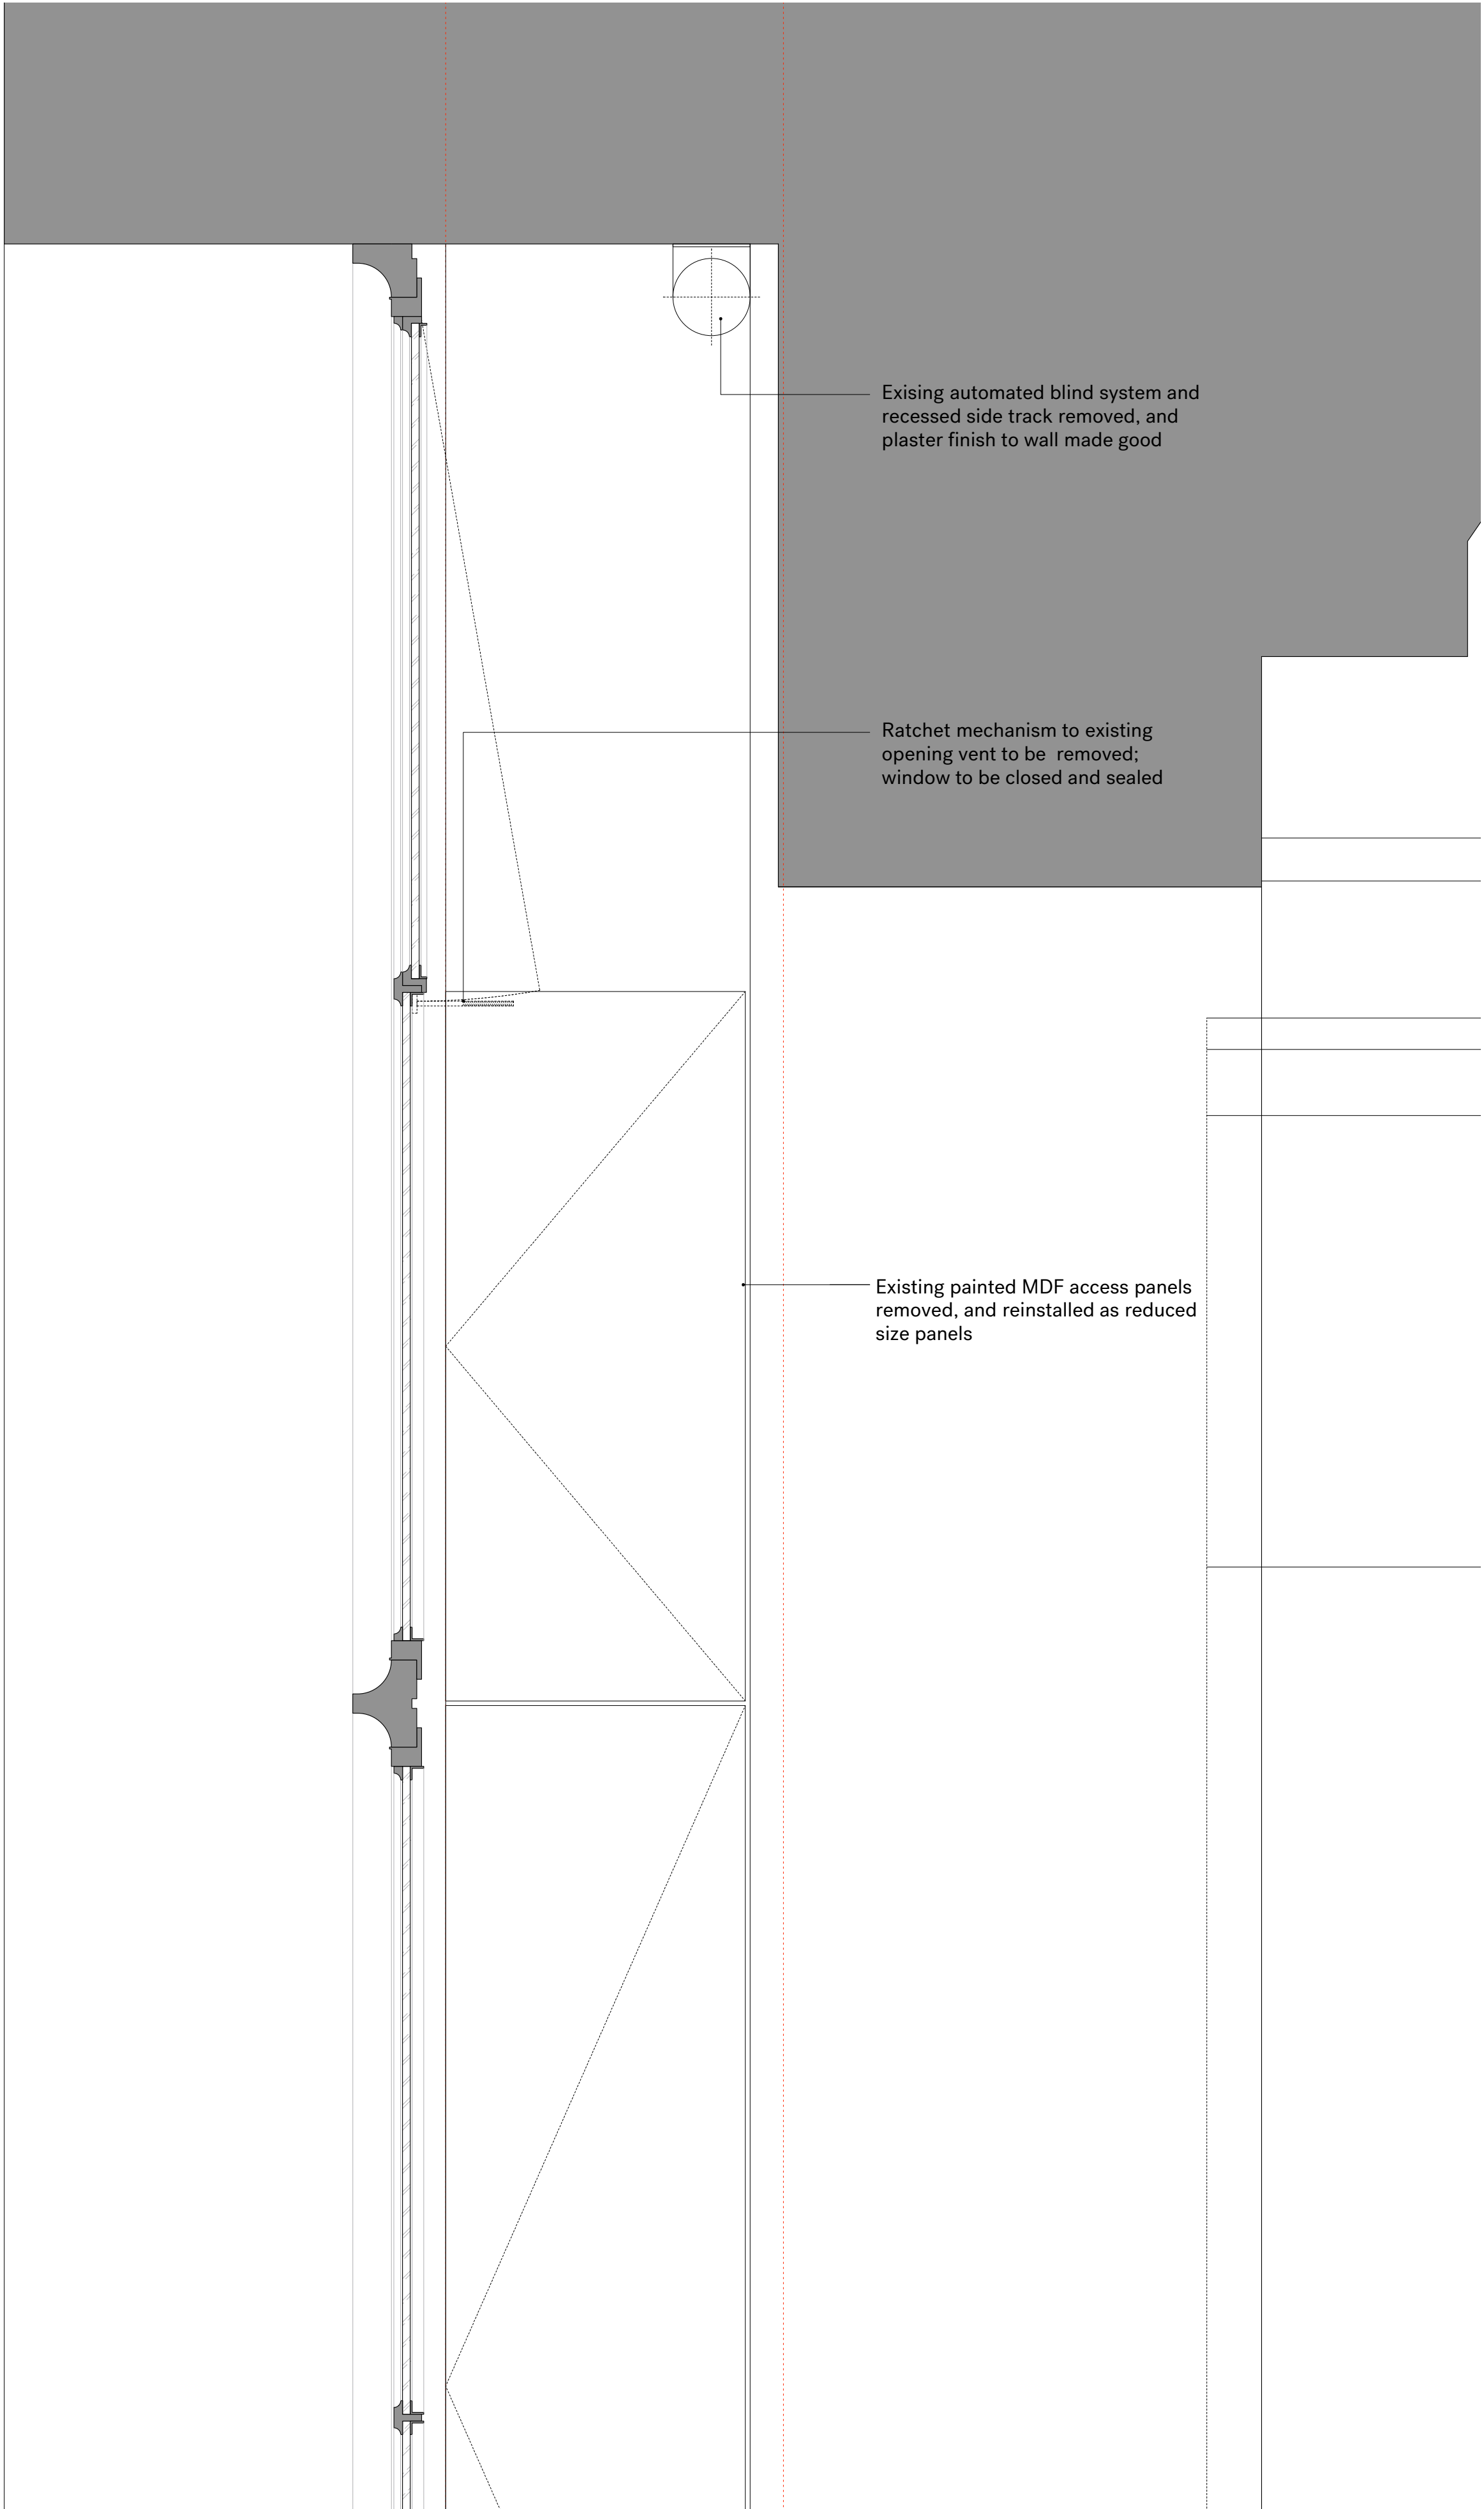 Exising automated blind system and
recessed side track removed, and
plaster finish to wall made good
Ratchet mechanism to existing
opening vent to be  removed;
window to be closed and sealed
Existing painted MDF access panels
removed, and reinstalled as reduced
size panels